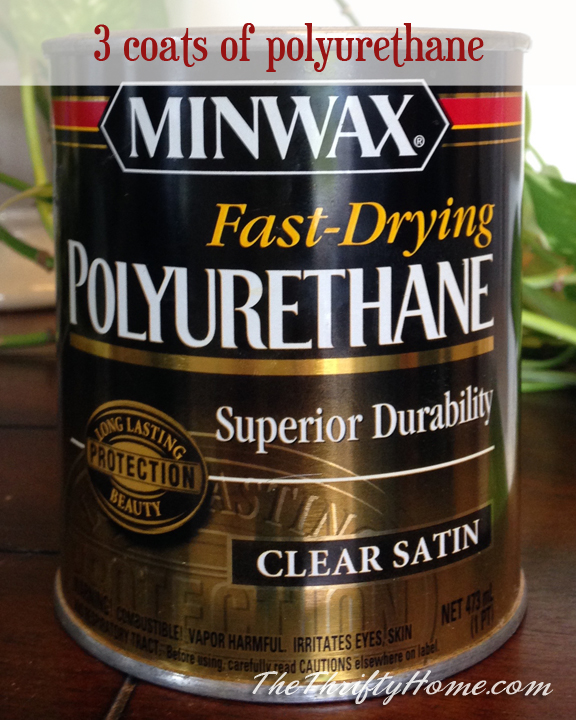 3 coats of polyurethane
MINWAX®
Fast-Drying
POLYURETHANE
Superior Durability
LONG LASTING
PROTECTION
BEAUTY
CLEAR SATIN
COMBUSTIBLE! VAPOR HARMFUL. IRRITATES EYES, SKIN
TRACT. Before using, carefully read CAUTIONS elsewhere on label.
NET 473 mL
(1 PT)
TheThriftyHome.com